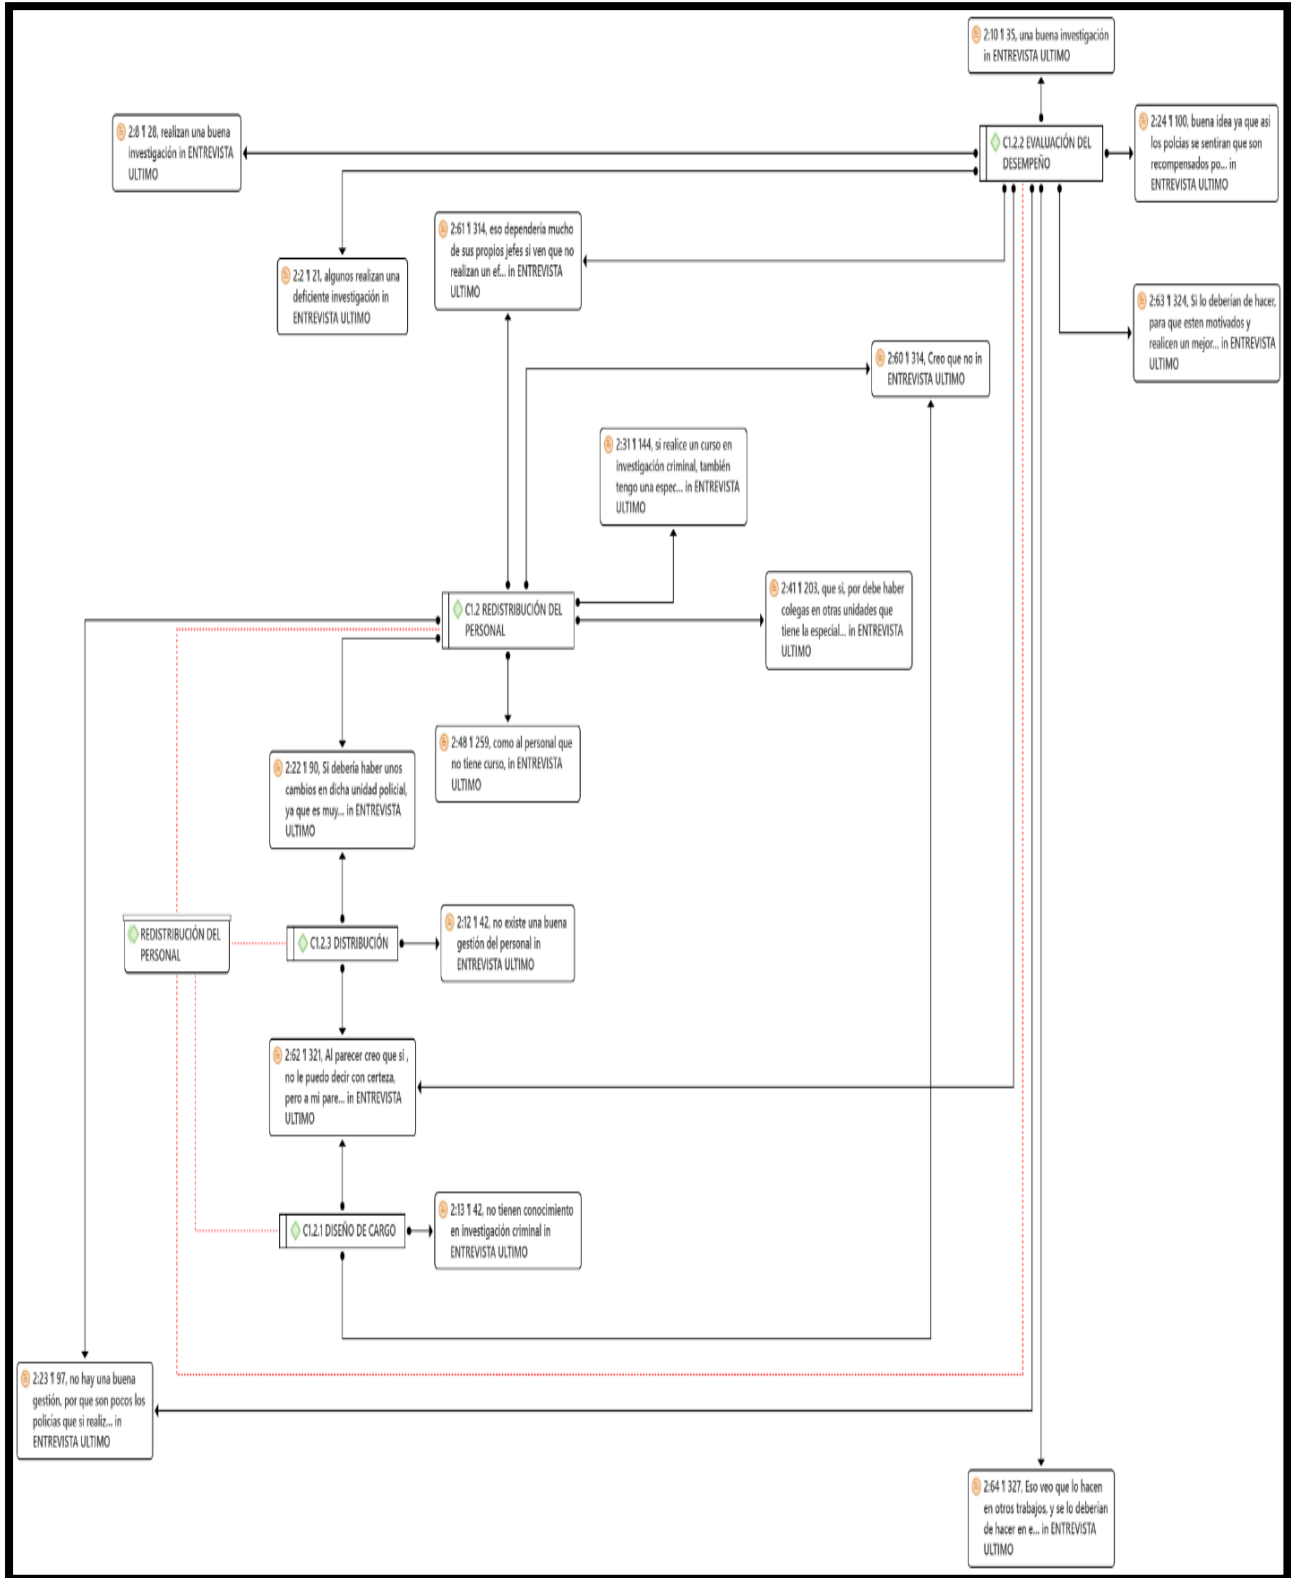 2:10 ¶ 35, una buena investigación
in ENTREVISTA ULTIMO
2:8 ¶ 28, realizan una buena
investigación in ENTREVISTA
ULTIMO
C1.2.2 EVALUACIÓN DEL
DESEMPEÑO
2:24 ¶ 100, buena idea ya que asi
los polcias se sentiran que son
recompensados po... in
ENTREVISTA ULTIMO
2:61 ¶ 314, eso dependería mucho
de sus propios jefes si ven que no
realizan un ef... in ENTREVISTA
ULTIMO
2:2 ¶ 21, algunos realizan una
deficiente investigación in
ENTREVISTA ULTIMO
2:63 ¶ 324, Si lo deberían de hacer,
para que esten motivados y
realicen un mejor... in ENTREVISTA
ULTIMO
2:60 ¶ 314, Creo que no in
ENTREVISTA ULTIMO
2:31 ¶ 144, si realice un curso en
investigación criminal, también
tengo una espec... in ENTREVISTA
ULTIMO
C1.2 REDISTRIBUCIÓN DEL
PERSONAL
2:41 ¶ 203, que si, por debe haber
colegas en otras unidades que
tiene la especial... in ENTREVISTA
ULTIMO
2:48 ¶ 259, como al personal que
no tiene curso, in ENTREVISTA
ULTIMO
2:22 ¶ 90, Si debería haber unos
cambios en dicha unidad policial,
ya que es muy... in ENTREVISTA
ULTIMO
REDISTRIBUCIÓN DEL
PERSONAL
C1.2.3 DISTRIBUCIÓN
2:12 ¶ 42, no existe una buena
gestión del personal in
ENTREVISTA ULTIMO
2:62 ¶ 321, Al parecer creo que si ,
no le puedo decir con certeza,
pero a mi pare... in ENTREVISTA
ULTIMO
C1.2.1 DISEÑO DE CARGO
2:13 ¶ 42, no tienen conocimiento
en investigación criminal in
ENTREVISTA ULTIMO
2:23 ¶ 97, no hay una buena
gestión, por que son pocos los
policías que si realiz... in
ENTREVISTA ULTIMO
2:64 ¶ 327, Eso veo que lo hacen
en otros trabajos, y se lo deberían
de hacer en e... in ENTREVISTA
ULTIMO